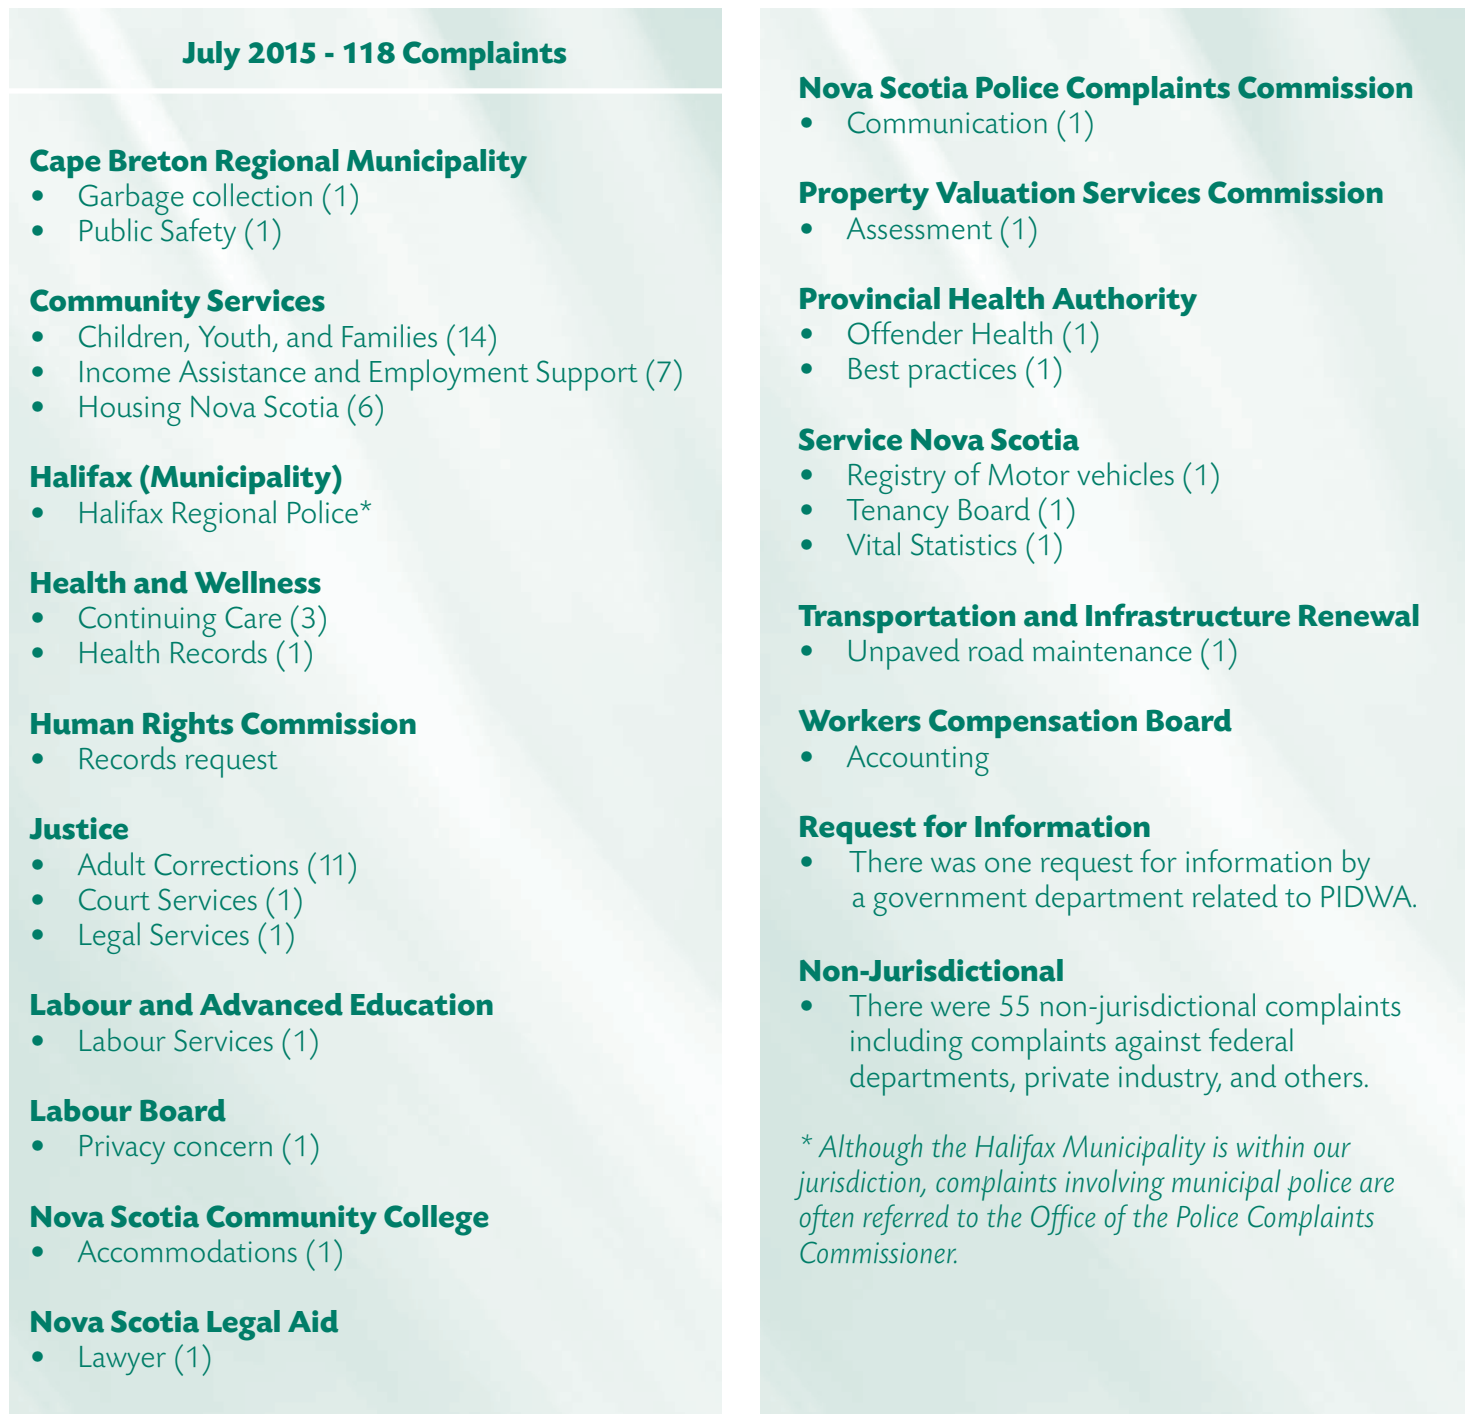 July 2015 - 118 Complaints
Cape Breton Regional Municipality
• Garbage collection (1)
• Public Safety (1)
Community Services
• Children, Youth, and Families (14)
• Income Assistance and Employment Support (7)
• Housing Nova Scotia (6)
Halifax (Municipality)
• Halifax Regional Police*
Health and Wellness
• Continuing Care (3)
• Health Records (1)
Human Rights Commission
• Records request
Justice
• Adult Corrections (11)
• Court Services (1)
• Legal Services (1)
Labour and Advanced Education
• Labour Services (1)
Labour Board
• Privacy concern (1)
Nova Scotia Community College
• Accommodations (1)
Nova Scotia Legal Aid
• Lawyer (1)
Nova Scotia Police Complaints Commission
• Communication (1)
Property Valuation Services Commission
• Assessment (1)
Provincial Health Authority
• Offender Health (1)
• Best practices (1)
Service Nova Scotia
• Registry of Motor vehicles (1)
• Tenancy Board (1)
• Vital Statistics (1)
Transportation and Infrastructure Renewal
• Unpaved road maintenance (1)
Workers Compensation Board
• Accounting
Request for Information
• There was one request for information by
a government department related to PIDWA.
Non-Jurisdictional
• There were 55 non-jurisdictional complaints
including complaints against federal
departments, private industry, and others.
* Although the Halifax Municipality is within our
jurisdiction, complaints involving municipal police are
often referred to the Office of the Police Complaints
Commissioner.